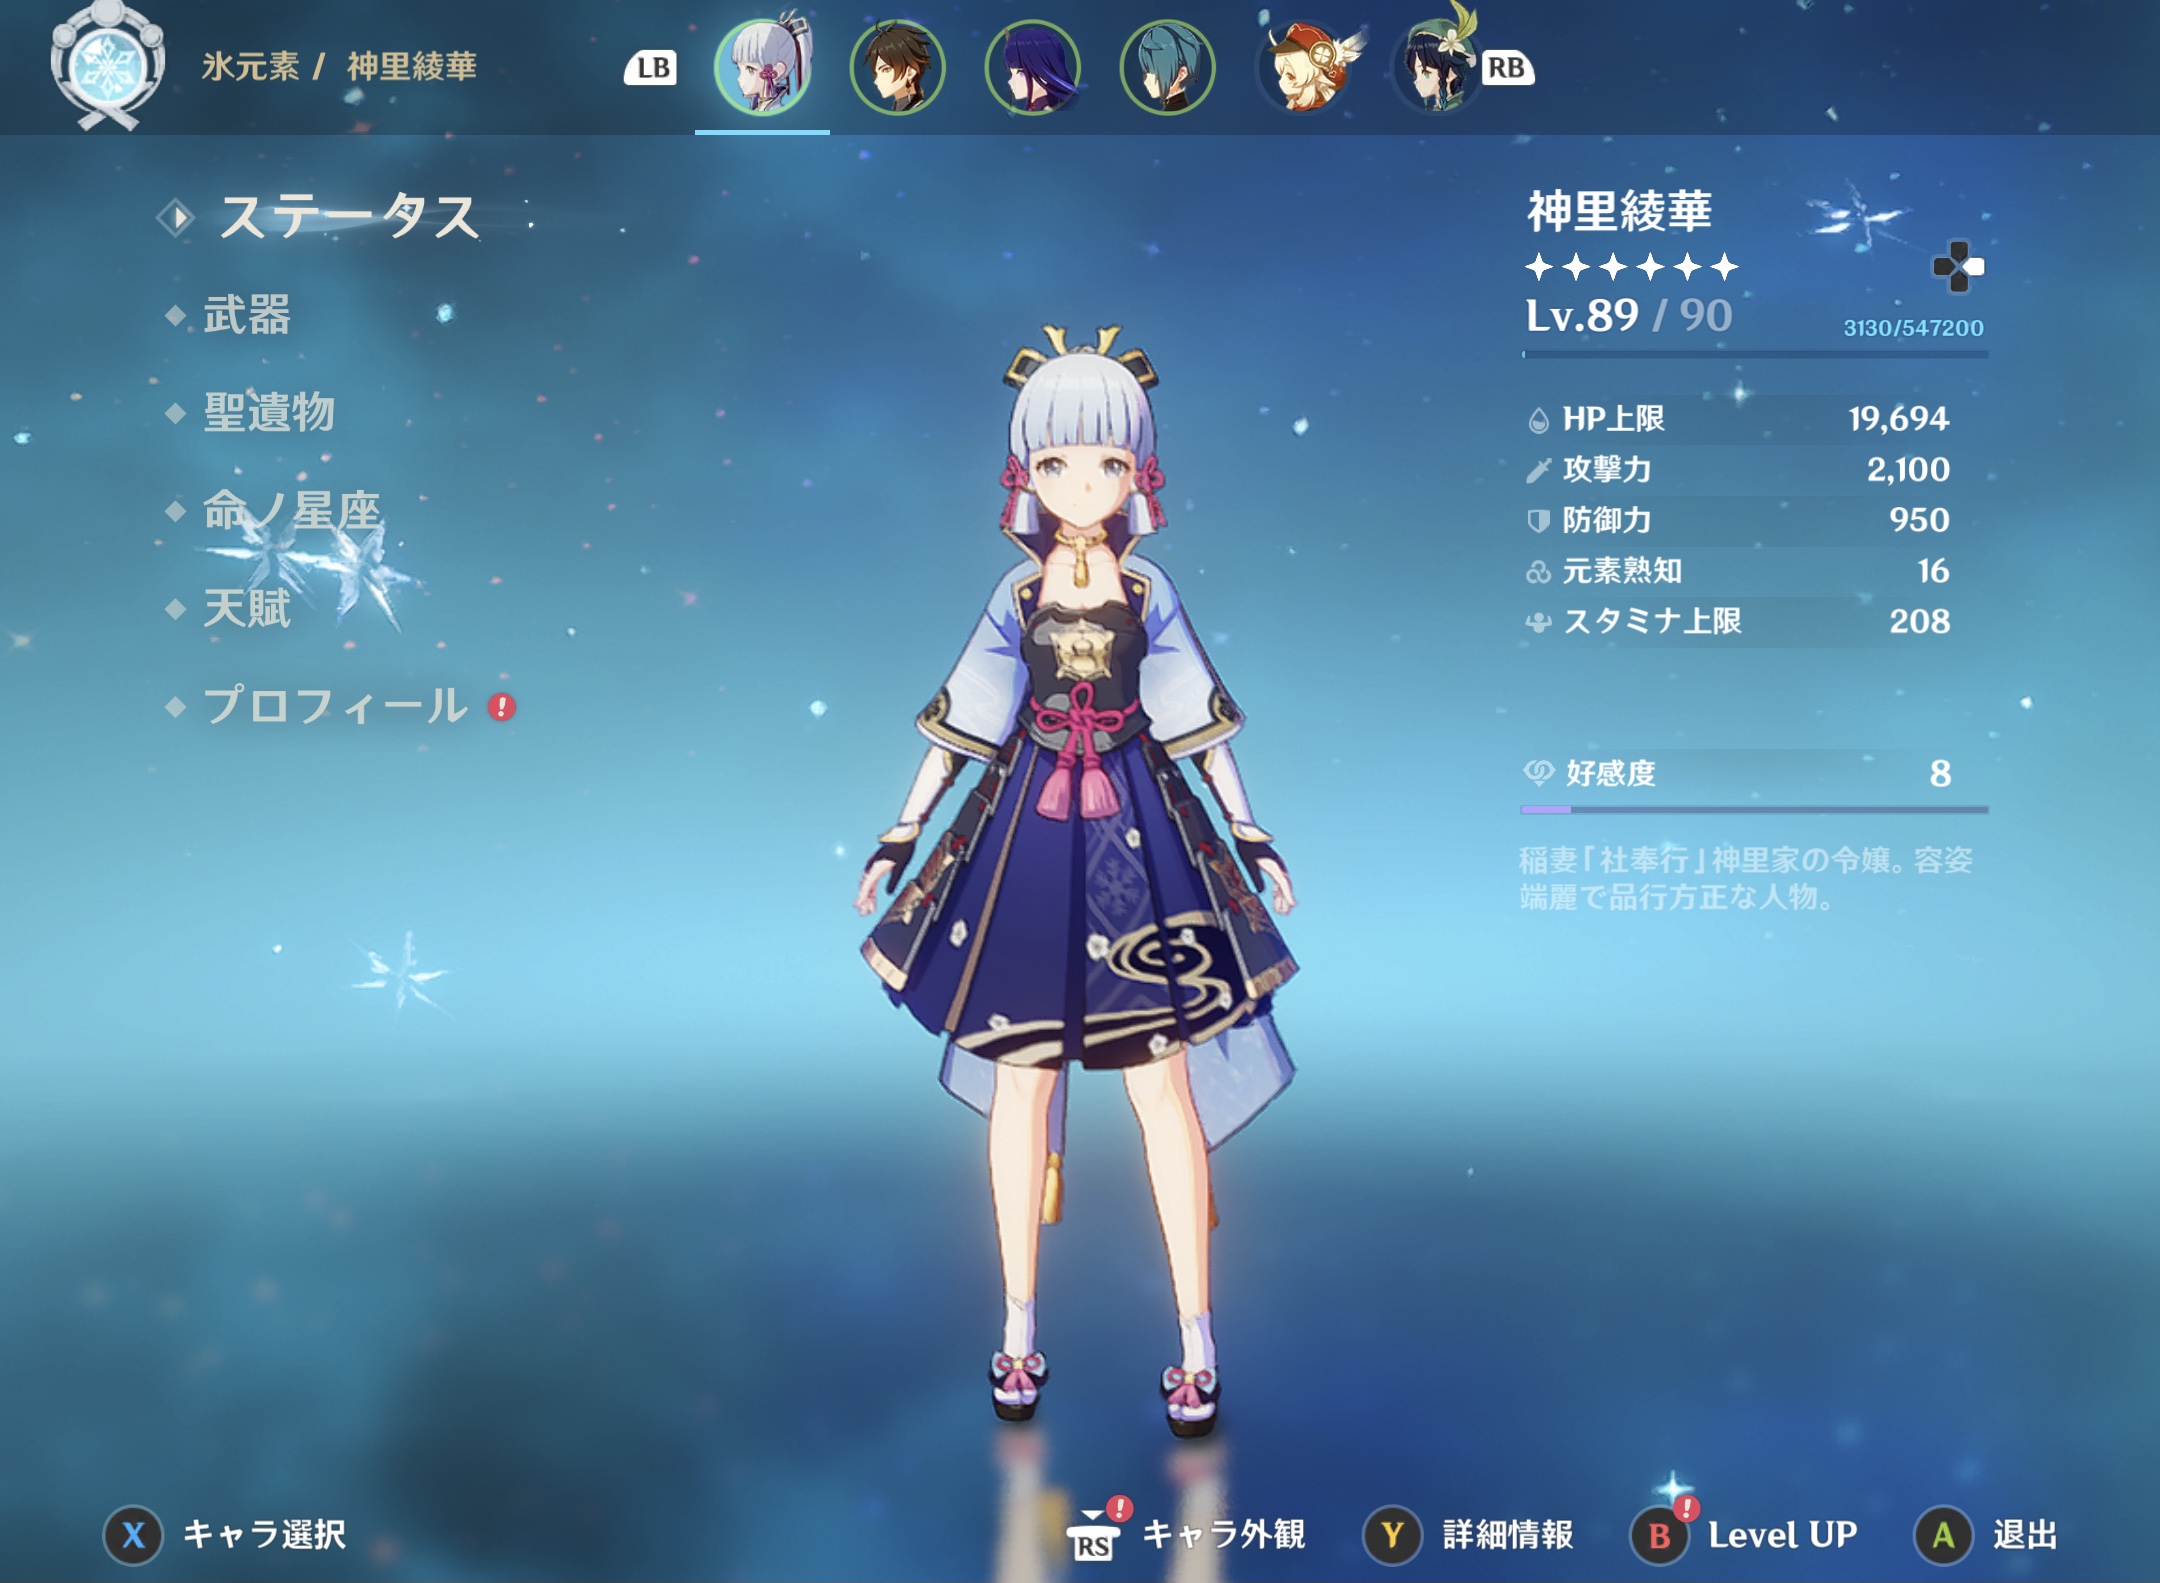 氷元素 / 神里綾華
LB
RB
ステータス
武器
聖遺物
命ノ星座
天賦
プロフィール
神里綾華
Lv.89 / 90
3130/547200
HP上限 19,694
攻撃力 2,100
防御力 950
元素熟知 16
スタミナ上限 208
好感度 8
稲妻「社奉行」神里家の令嬢。容姿
端麗で品行方正な人物。
X キャラ選択
RS キャラ外観
Y 詳細情報
B Level UP
A 退出